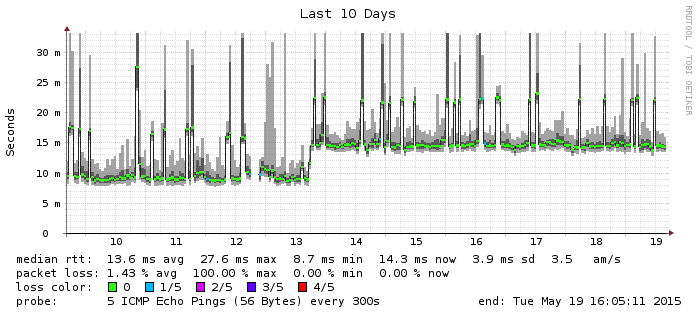 Last 10 Days
RRDTOOL / TOBI OETIKER
Seconds
30 m
25 m
20 m
15 m
10 m
5 m
0
10 11 12 13 14 15 16 17 18 19
median rtt: 13.6 ms avg 27.6 ms max 8.7 ms min 14.3 ms now 3.9 ms sd 3.5 am/s
packet loss: 1.43 % avg 100.00 % max 0.00 % min 0.00 % now
loss color: 0 1/5 2/5 3/5 4/5
probe: 5 ICMP Echo Pings (56 Bytes) every 300s end: Tue May 19 16:05:11 2015